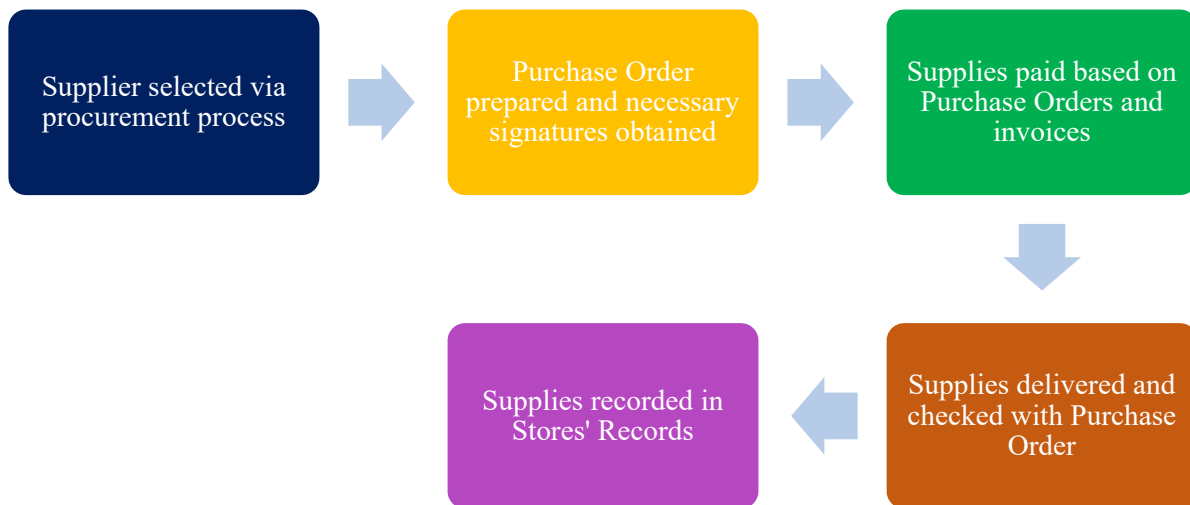 Supplier selected via
procurement process
Purchase Order
prepared and necessary
signatures obtained
Supplies paid based on
Purchase Orders and
invoices
Supplies delivered and
checked with Purchase
Order
Supplies recorded in
Stores' Records